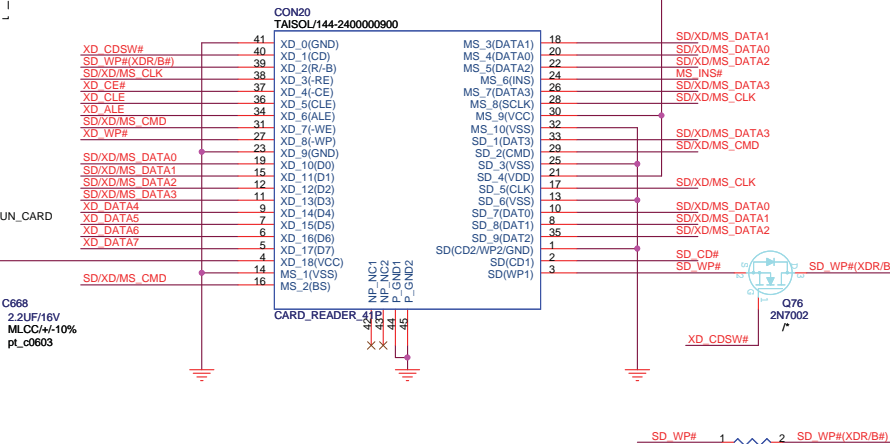 CON20
TAISOL/144-2400000900
41 XD_0(GND)
XD_CDSW# 40 XD_1(CD)
SD_WP#(XDR/B#) 39 XD_2(R/-B)
SD/XD/MS_CLK 38 XD_3(-RE)
XD_CE# 37 XD_4(-CE)
XD_CLE 36 XD_5(CLE)
XD_ALE 34 XD_6(ALE)
SD/XD/MS_CMD 31 XD_7(-WE)
XD_WP# 27 XD_8(-WP)
23 XD_9(GND)
SD/XD/MS_DATA0 19 XD_10(D0)
SD/XD/MS_DATA1 15 XD_11(D1)
SD/XD/MS_DATA2 12 XD_12(D2)
SD/XD/MS_DATA3 11 XD_13(D3)
XD_DATA4 9 XD_14(D4)
XD_DATA5 7 XD_15(D5)
XD_DATA6 6 XD_16(D6)
XD_DATA7 5 XD_17(D7)
4 XD_18(VCC)
14 MS_1(VSS)
SD/XD/MS_CMD 16 MS_2(BS)
UN_CARD
MS_3(DATA1) 18 SD/XD/MS_DATA1
MS_4(DATA0) 20 SD/XD/MS_DATA0
MS_5(DATA2) 22 SD/XD/MS_DATA2
MS_6(INS) 24 MS_INS#
MS_7(DATA3) 26 SD/XD/MS_DATA3
MS_8(SCLK) 28 SD/XD/MS_CLK
MS_9(VCC) 30
MS_10(VSS) 32
SD_1(DAT3) 33 SD/XD/MS_DATA3
SD_2(CMD) 29 SD/XD/MS_CMD
SD_3(VSS) 25
SD_4(VDD) 21
SD_5(CLK) 17 SD/XD/MS_CLK
SD_6(VSS) 13
SD_7(DAT0) 10 SD/XD/MS_DATA0
SD_8(DAT1) 8 SD/XD/MS_DATA1
SD_9(DAT2) 35 SD/XD/MS_DATA2
SD(CD2/WP2/GND) 1
SD(CD1) 2 SD_CD#
SD(WP1) 3 SD_WP#
S 2
D 3
G
1
SD_WP#(XDR/B
Q76
2N7002
/*
XD_CDSW#
NP_NC1
NP_NC2
P_GND1
P_GND2
CARD_READER_41P
42
43
44
45
C668
2.2UF/16V
MLCC/+/-10%
pt_c0603
SD_WP# 1 2 SD_WP#(XDR/B#)